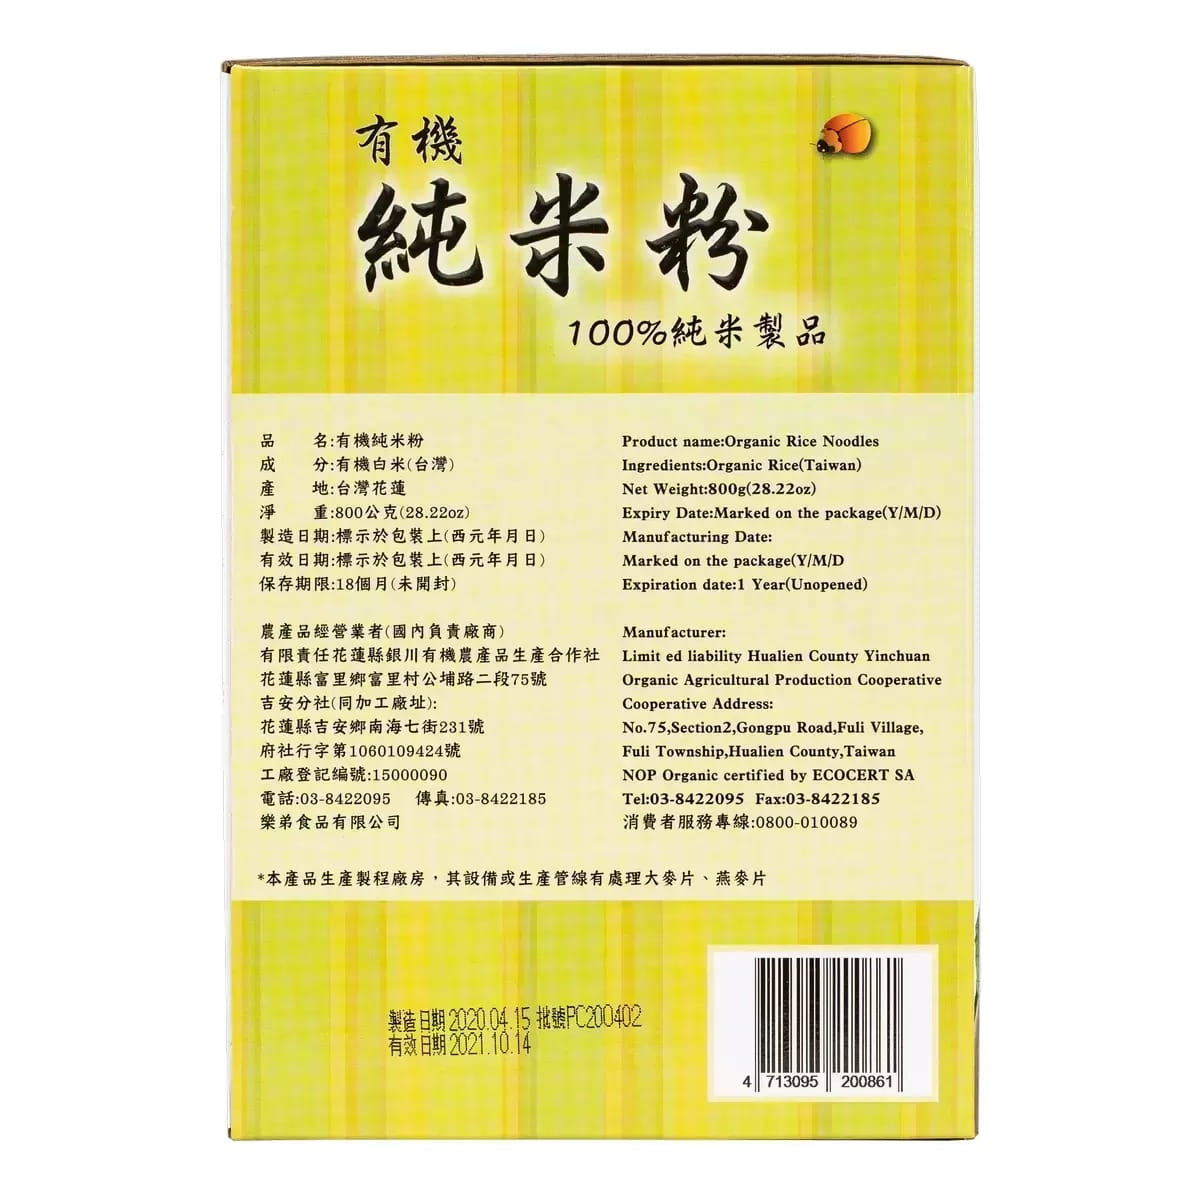 有機
純米粉
100%純米製品
品　　名:有機純米粉
成　　分:有機白米(台灣)
產　　地:台灣花蓮
淨　　重:800公克(28.22oz)
製造日期:標示於包裝上(西元年月日)
有效日期:標示於包裝上(西元年月日)
保存期限:18個月(未開封)
農產品經營業者(國內負責廠商)
有限責任花蓮縣銀川有機農產品生產合作社
花蓮縣富里鄉富里村公埔路二段75號
吉安分社(同加工廠址):
花蓮縣吉安鄉南海七街231號
府社行字第1060109424號
工廠登記編號:15000090
電話:03-8422095　傳真:03-8422185
樂弟食品有限公司
Product name:Organic Rice Noodles
Ingredients:Organic Rice(Taiwan)
Net Weight:800g(28.22oz)
Expiry Date:Marked on the package(Y/M/D)
Manufacturing Date:
Marked on the package(Y/M/D
Expiration date:1 Year(Unopened)
Manufacturer:
Limit ed liability Hualien County Yinchuan
Organic Agricultural Production Cooperative
Cooperative Address:
No.75,Section2,Gongpu Road,Fuli Village,
Fuli Township,Hualien County,Taiwan
NOP Organic certified by ECOCERT SA
Tel:03-8422095 Fax:03-8422185
消費者服務專線:0800-010089
*本產品生產製程廠房，其設備或生產管線有處理大麥片、燕麥片
製造日期2020.04.15 批號PC200402
有效日期2021.10.14
4 713095 200861